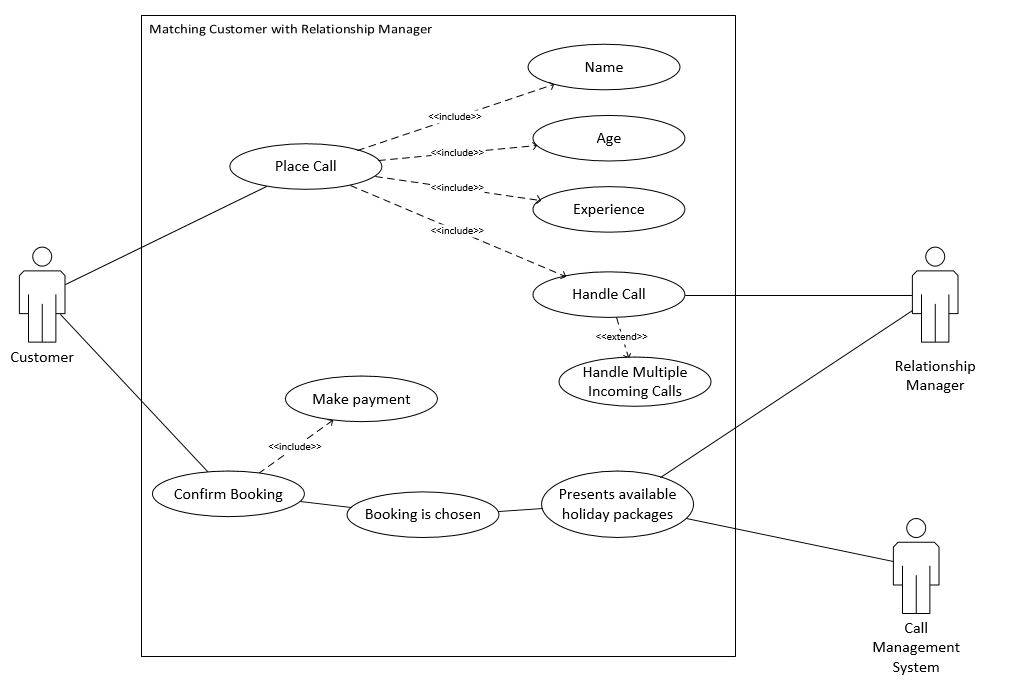 Matching Customer with Relationship Manager
Name
<<include>>
Age
<<include>>
Place Call
<<include>>
Experience
<<include>>
Handle Call
<<extend>>
Customer
Relationship
Manager
Handle Multiple
Incoming Calls
Make payment
<<include>>
Confirm Booking
Booking is chosen
Presents available
holiday packages
Call
Management
System